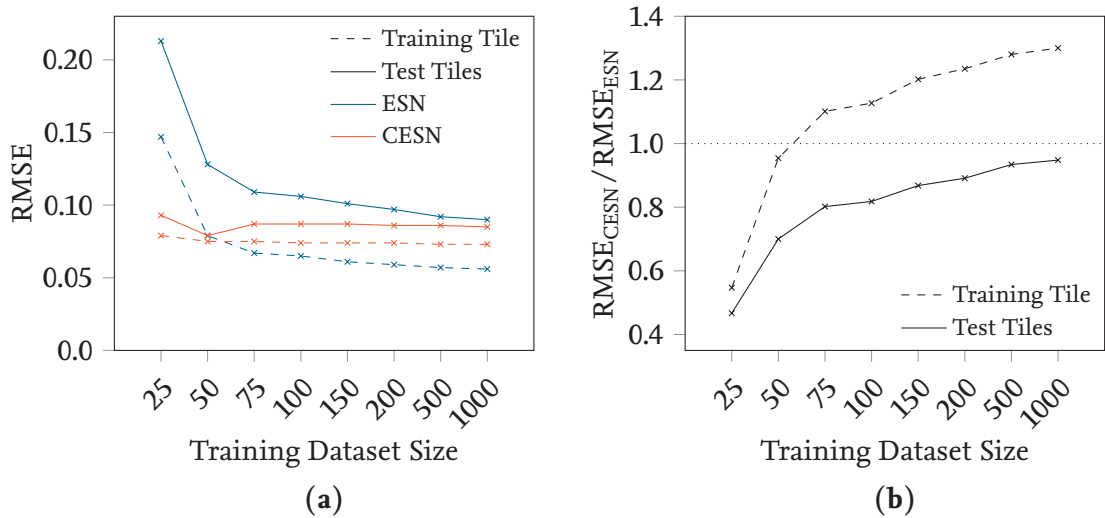 RMSE
0.20
0.15
0.10
0.05
0.0
Training Tile
Test Tiles
ESN
CESN
25 50 75 100 150 200 500 1000
Training Dataset Size
(a)
RMSE_CESN / RMSE_ESN
1.4
1.2
1.0
0.8
0.6
0.4
Training Tile
Test Tiles
25 50 75 100 150 200 500 1000
Training Dataset Size
(b)